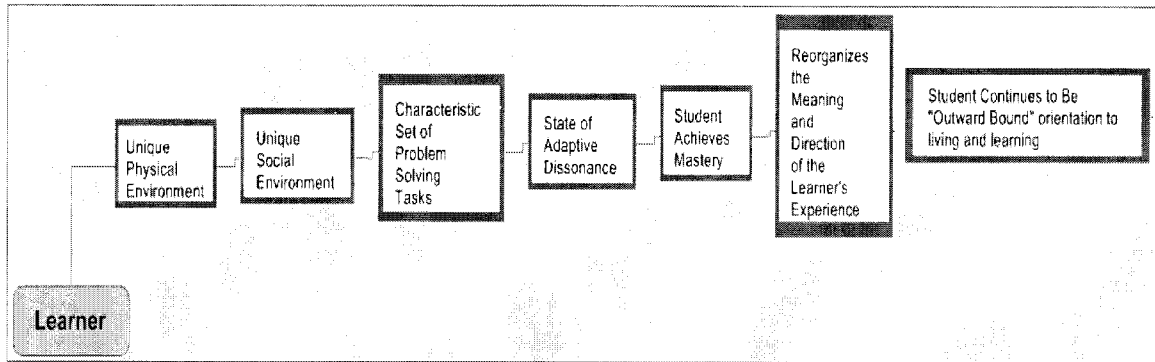 Learner
Unique
Physical
Environment
Unique
Social
Environment
Characteristic
Set of
Problem
Solving
Tasks
State of
Adaptive
Dissonance
Student
Achieves
Mastery
Reorganizes
the
Meaning
and
Direction
of the
Learner's
Experience
Student Continues to Be
"Outward Bound" orientation to
living and learning